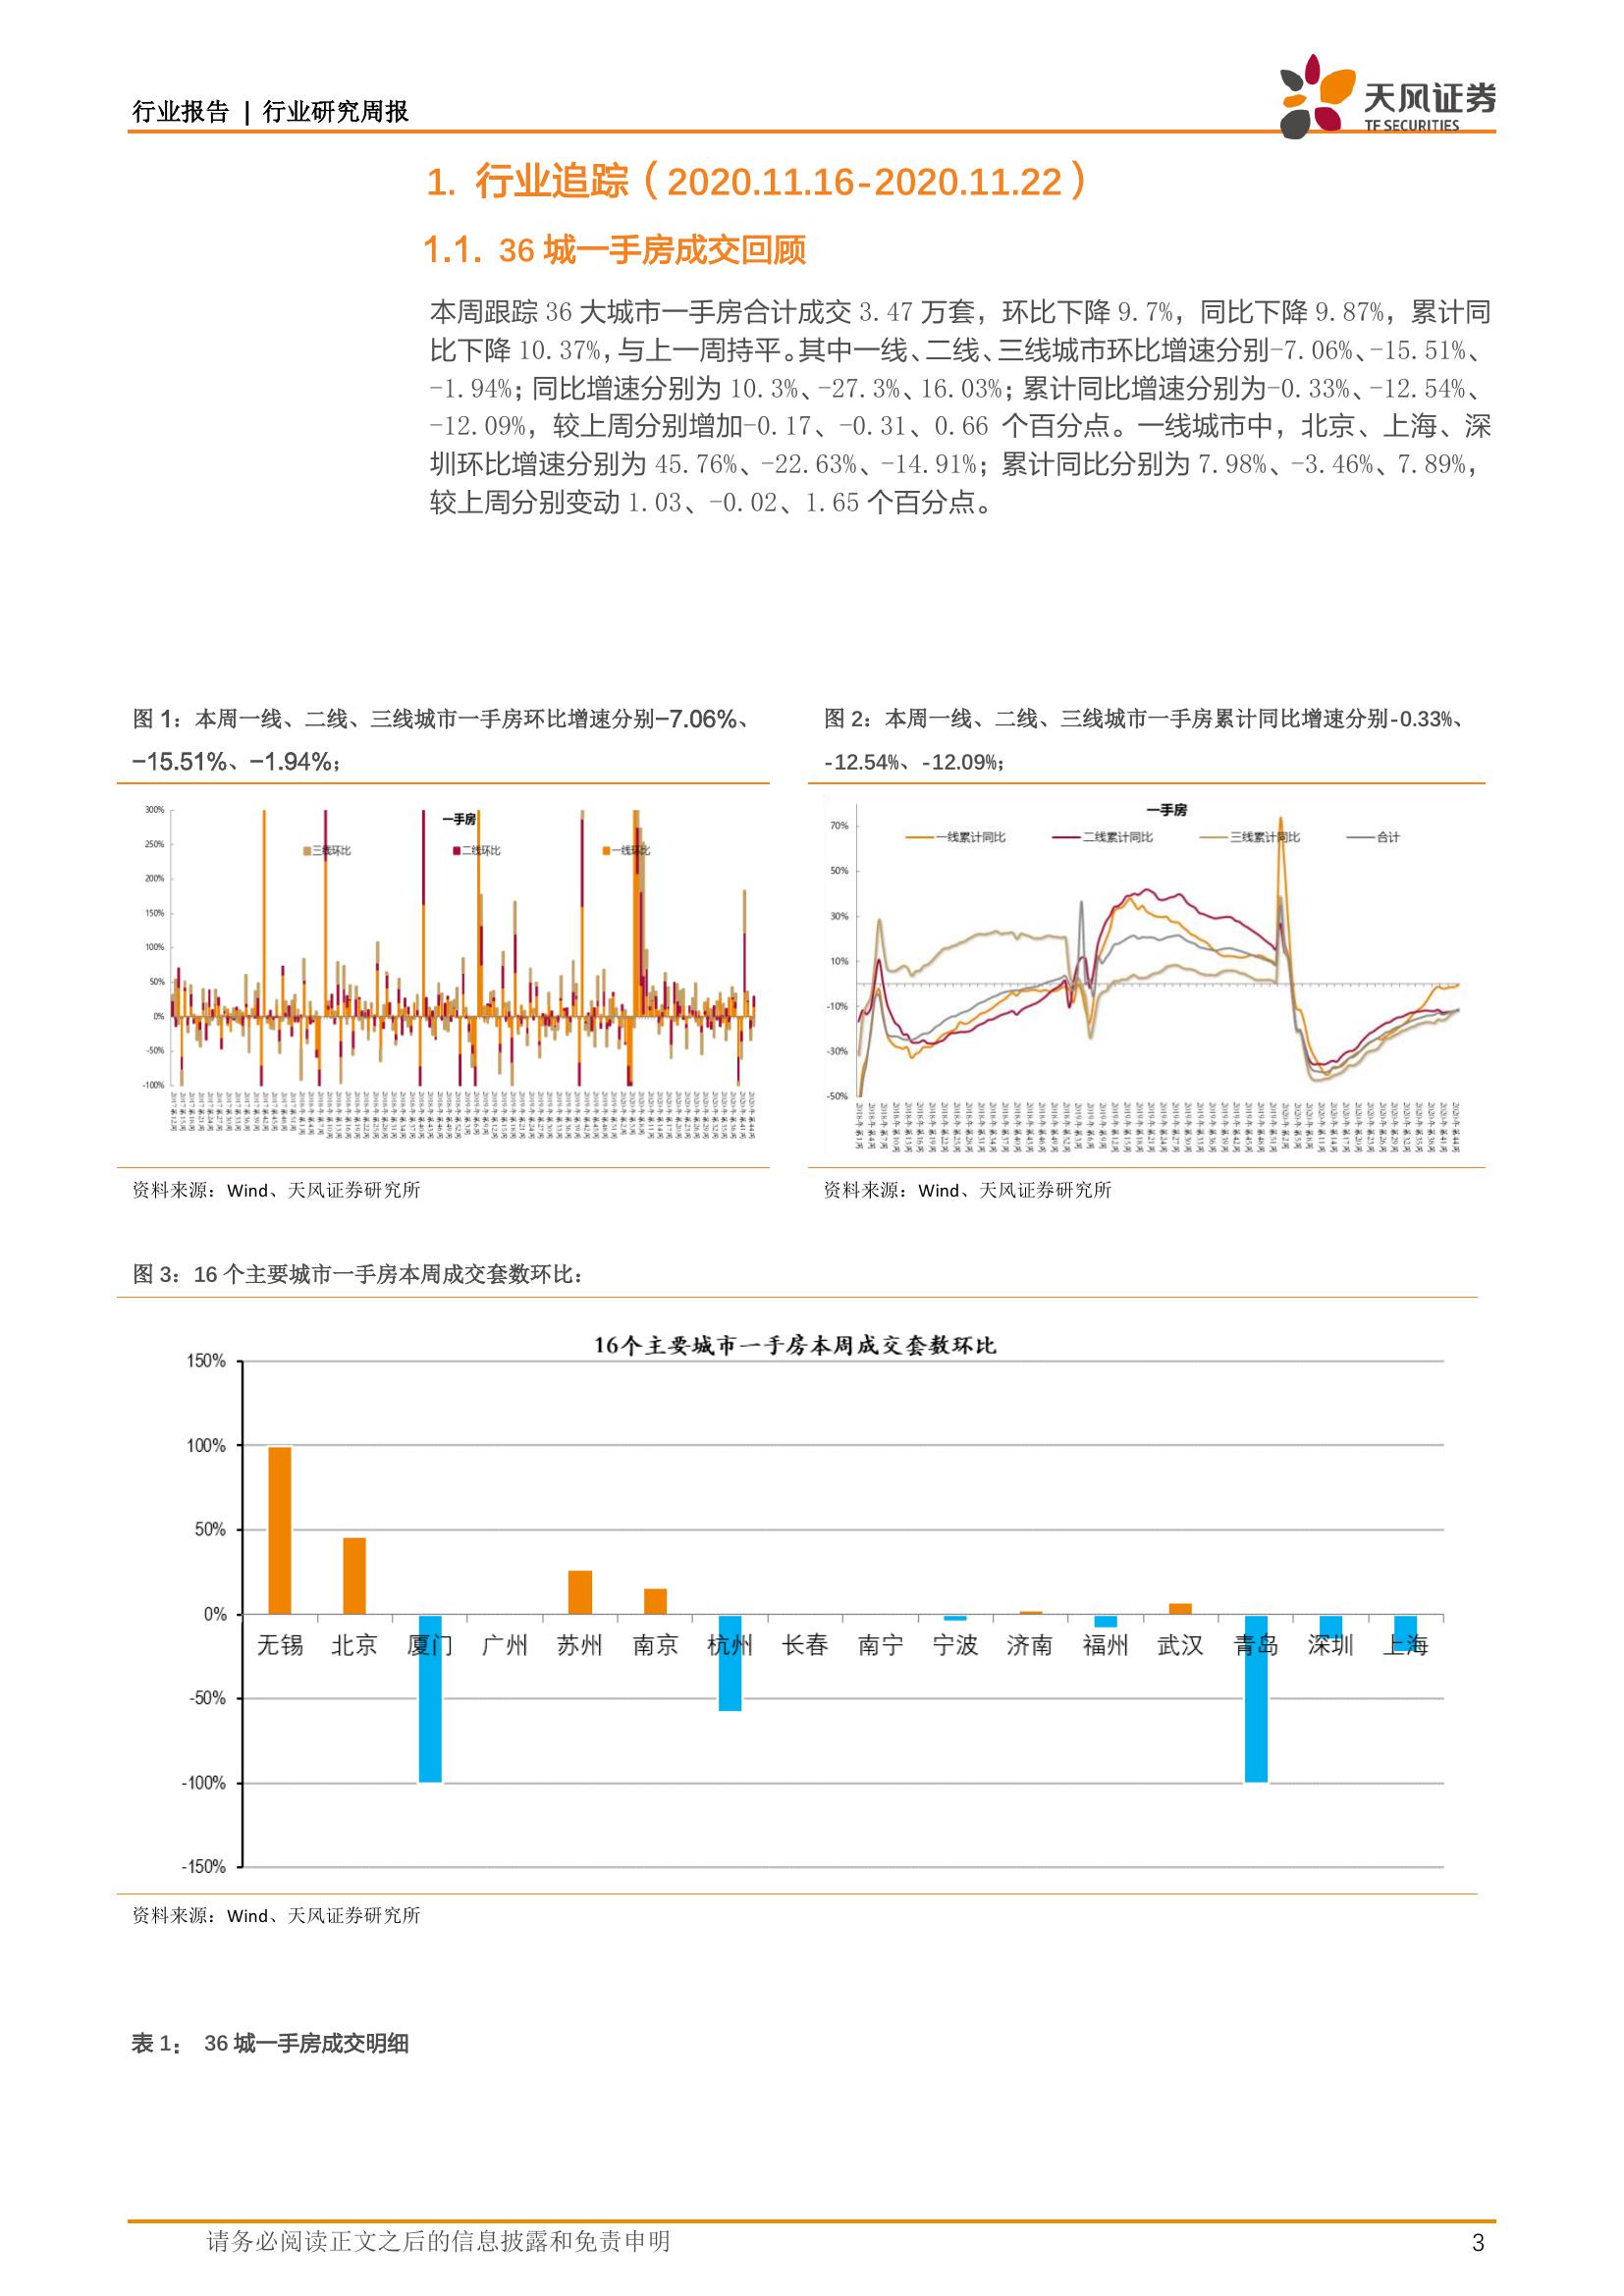 行业报告 | 行业研究周报
天风证券
TF SECURITIES
1. 行业追踪（2020.11.16-2020.11.22）
1.1. 36 城一手房成交回顾
本周跟踪 36 大城市一手房合计成交 3.47 万套，环比下降 9.7%，同比下降 9.87%，累计同
比下降 10.37%，与上一周持平。其中一线、二线、三线城市环比增速分别-7.06%、-15.51%、
-1.94%；同比增速分别为 10.3%、-27.3%、16.03%；累计同比增速分别为-0.33%、-12.54%、
-12.09%，较上周分别增加-0.17、-0.31、0.66 个百分点。一线城市中，北京、上海、深
圳环比增速分别为 45.76%、-22.63%、-14.91%；累计同比分别为 7.98%、-3.46%、7.89%，
较上周分别变动 1.03、-0.02、1.65 个百分点。
图 1：本周一线、二线、三线城市一手房环比增速分别-7.06%、
-15.51%、-1.94%；
一手房
三线环比 二线环比 一线环比
300%
250%
200%
150%
100%
50%
0%
-50%
-100%
资料来源：Wind、天风证券研究所
图 2：本周一线、二线、三线城市一手房累计同比增速分别-0.33%、
-12.54%、-12.09%；
一手房
一线累计同比 二线累计同比 三线累计同比 合计
70%
50%
30%
10%
-10%
-30%
-50%
资料来源：Wind、天风证券研究所
图 3：16 个主要城市一手房本周成交套数环比：
16个主要城市一手房本周成交套数环比
150%
100%
50%
0%
无锡 北京 厦门 广州 苏州 南京 杭州 长春 南宁 宁波 济南 福州 武汉 青岛 深圳 上海
-50%
-100%
-150%
资料来源：Wind、天风证券研究所
表 1： 36 城一手房成交明细
请务必阅读正文之后的信息披露和免责申明
3